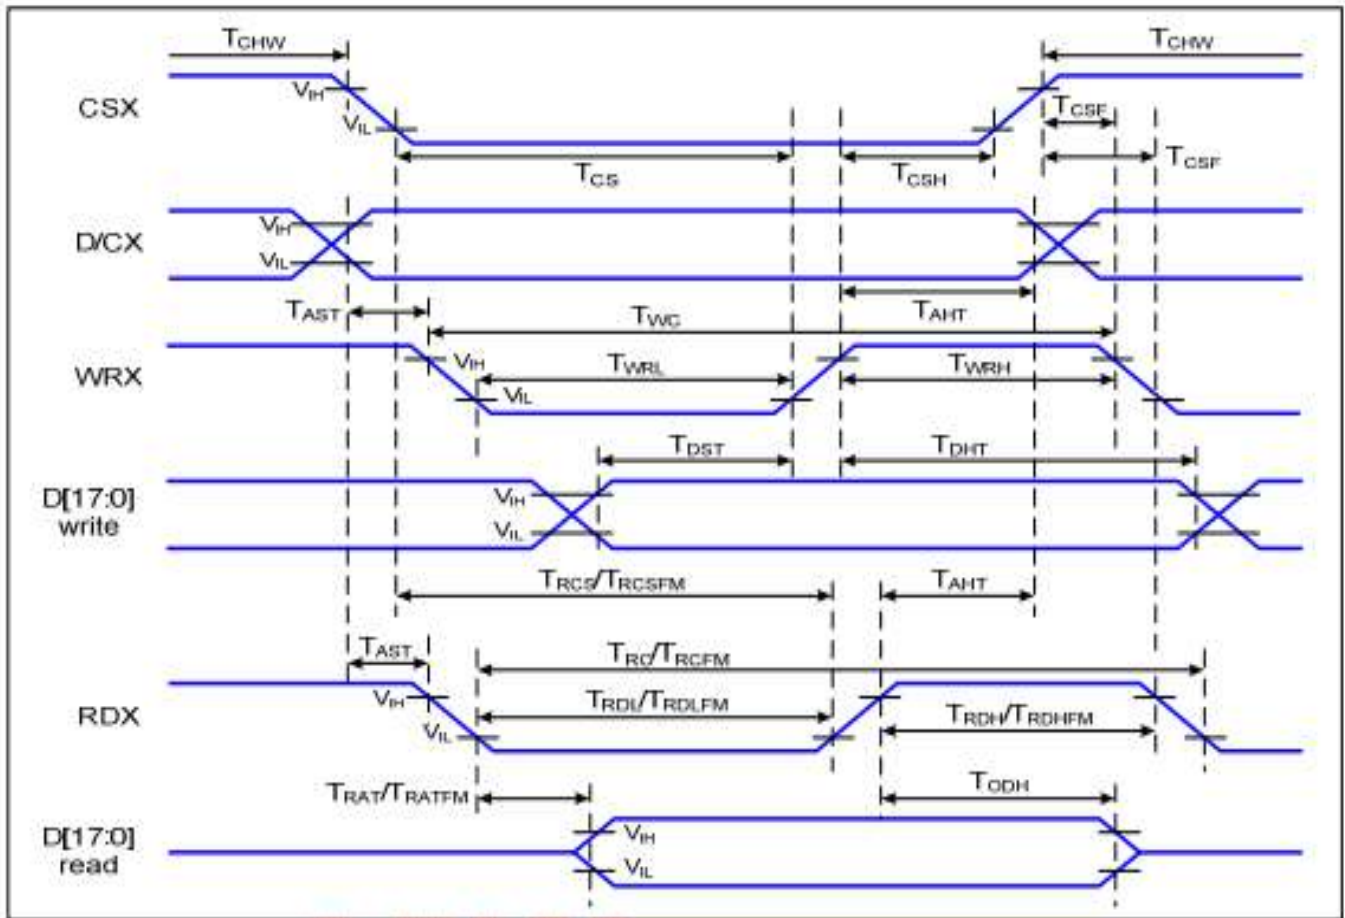 TCHW TCHW
CSX VIH TCSF
VIL TCSF
TCS TCSH
D/CX VIH
VIL
TAST TWC TAHT
WRX VIH TWRL TWRH
VIL
TDST TDHT
D[17:0] VIH
write VIL
TRCS/TRCSFM TAHT
TAST TRC/TRCFM
RDX VIH TRDL/TRDLFM TRDH/TRDHFM
VIL
TRAT/TRATFM TODH
D[17:0] VIH
read VIL